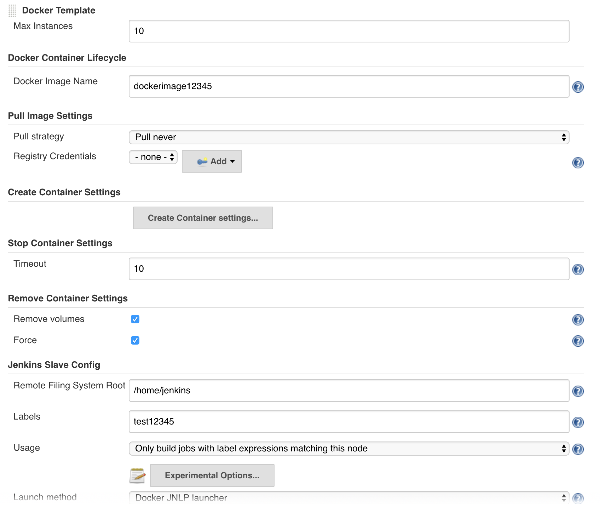 Docker Template
Max Instances
10
Docker Container Lifecycle
Docker Image Name
dockerimage12345
Pull Image Settings
Pull strategy
Pull never
Registry Credentials
- none -
Add
Create Container Settings
Create Container settings...
Stop Container Settings
Timeout
10
Remove Container Settings
Remove volumes
Force
Jenkins Slave Config
Remote Filing System Root
/home/jenkins
Labels
test12345
Usage
Only build jobs with label expressions matching this node
Experimental Options...
Launch method
Docker JNLP launcher